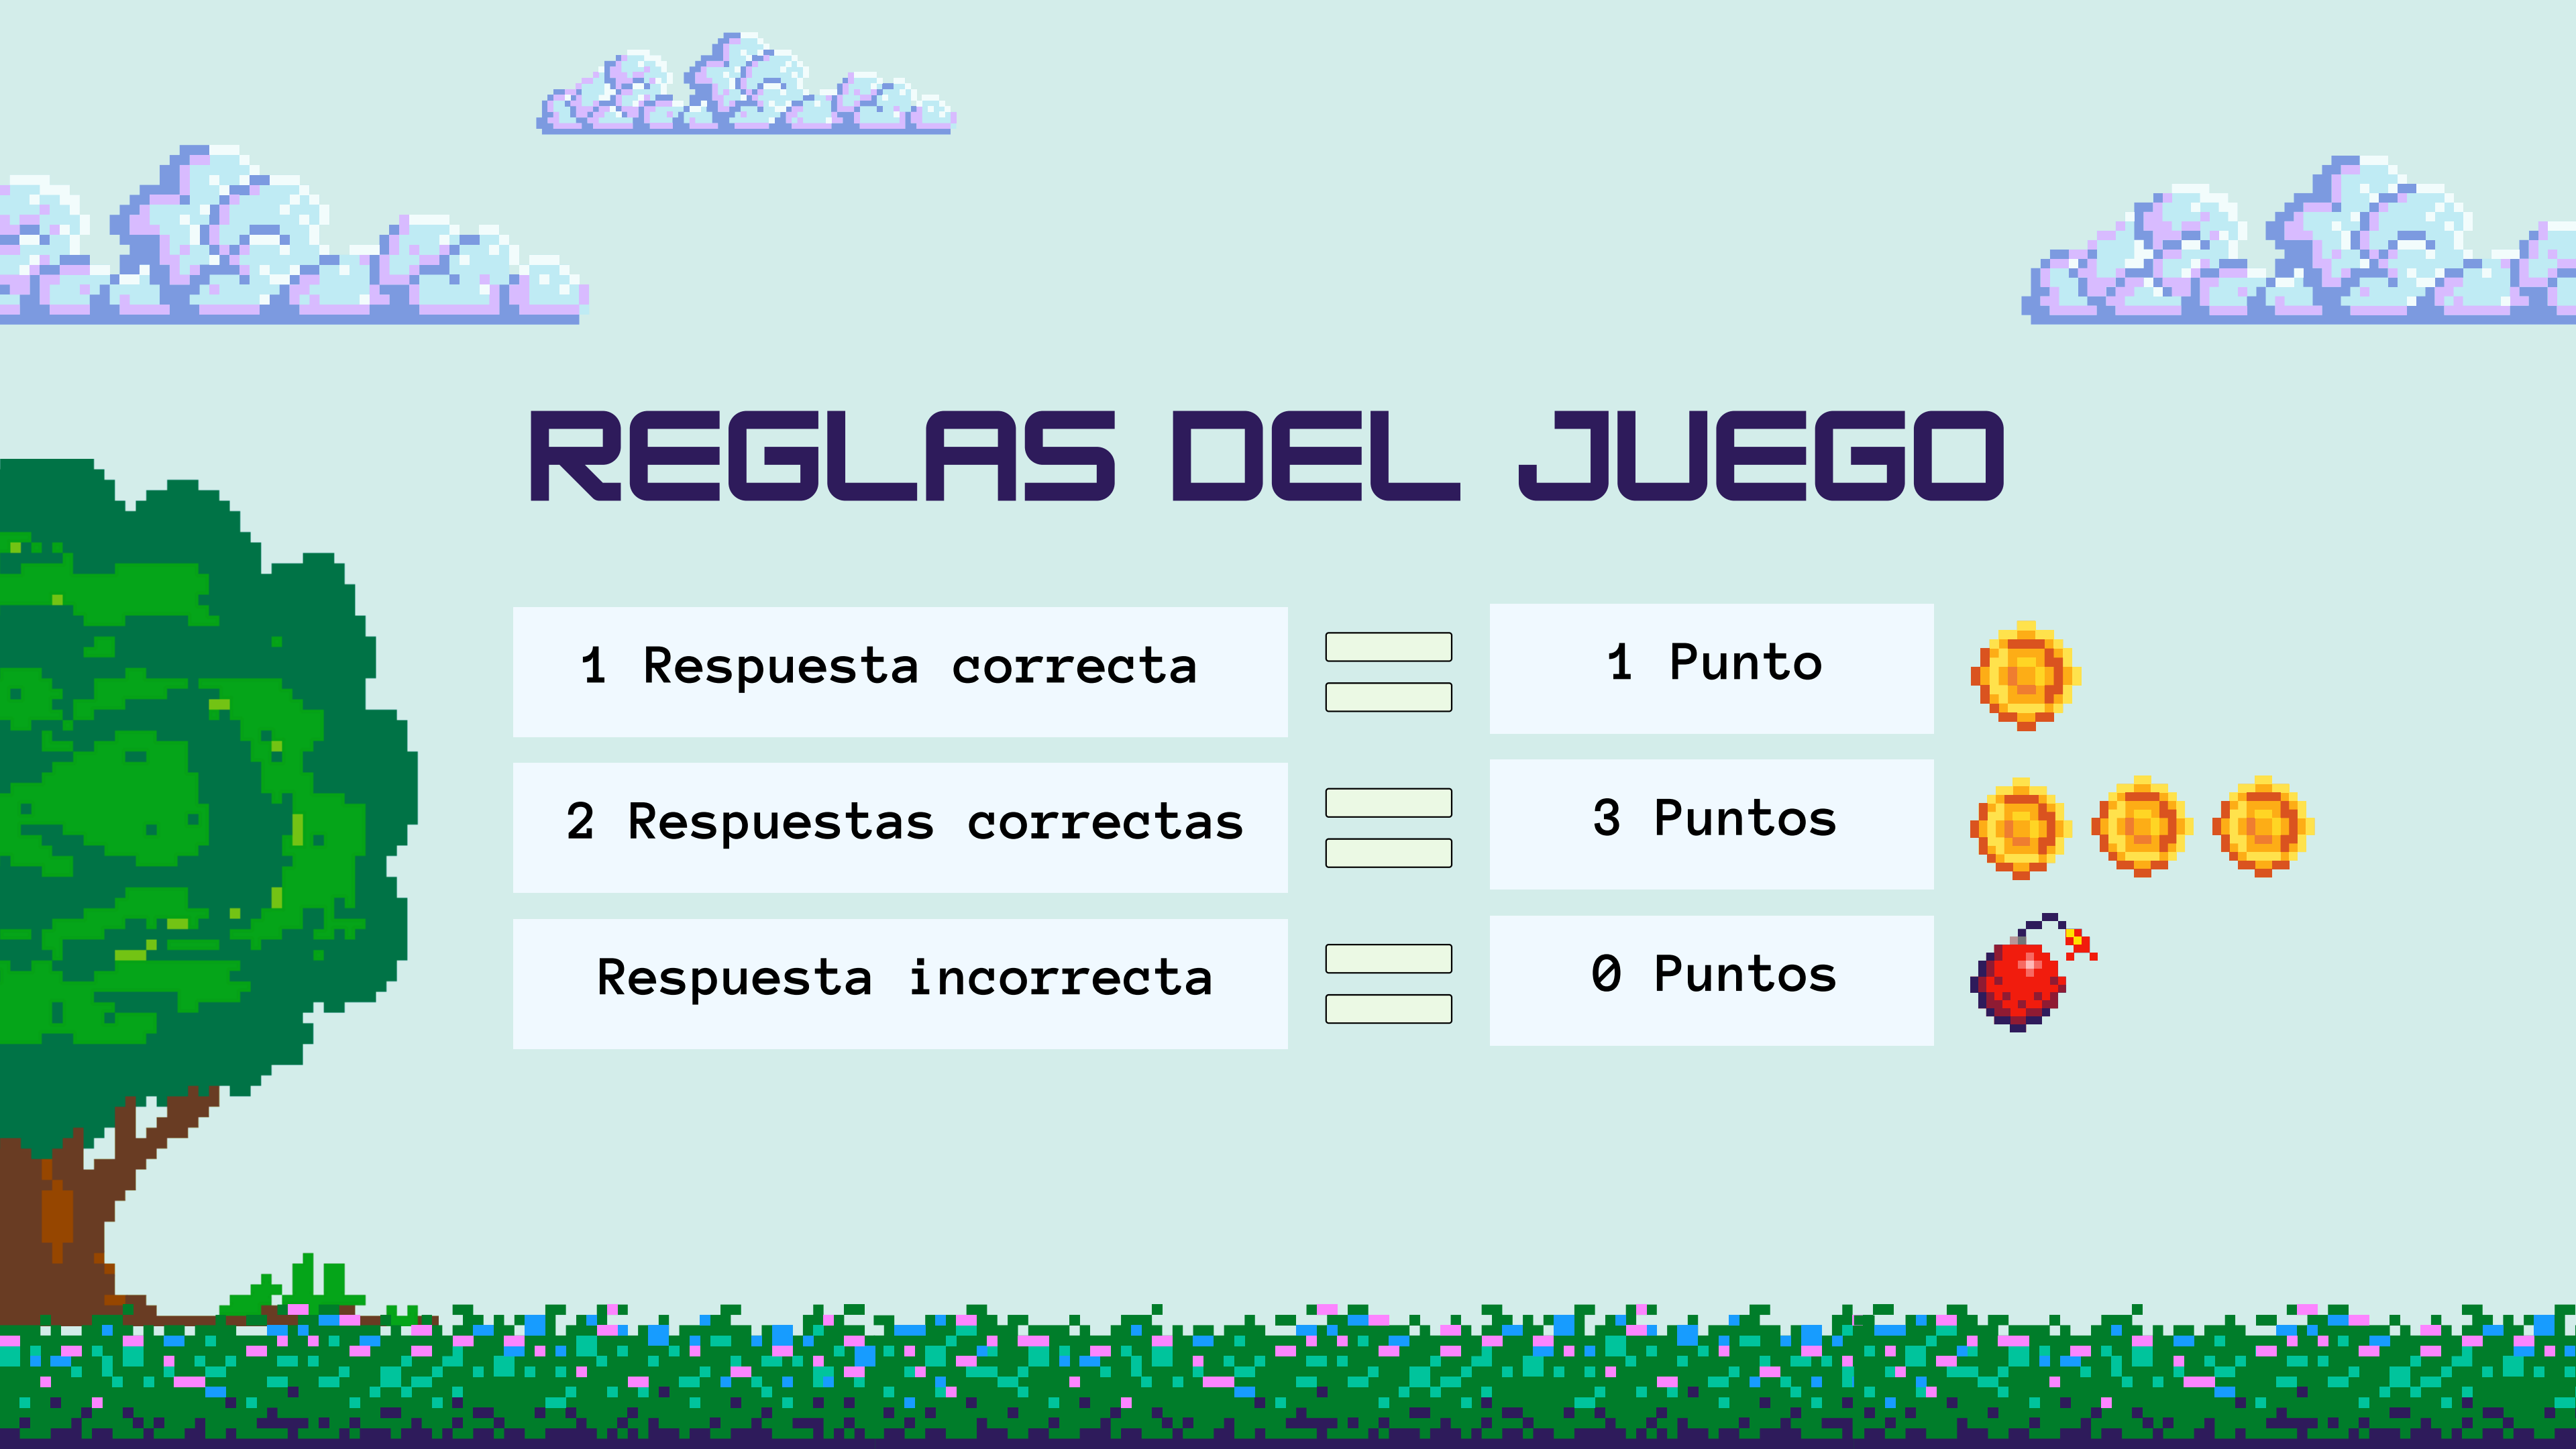 REGLAS DEL JUEGO
1 Respuesta correcta
1 Punto
2 Respuestas correctas
3 Puntos
Respuesta incorrecta
0 Puntos